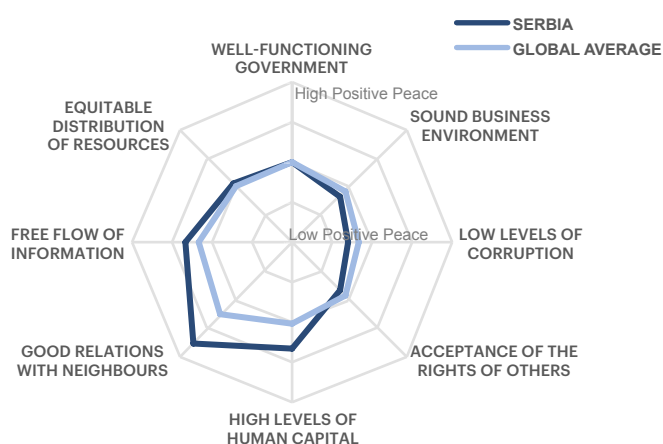 SERBIA
GLOBAL AVERAGE
WELL-FUNCTIONING
GOVERNMENT
High Positive Peace
EQUITABLE
DISTRIBUTION
OF RESOURCES
SOUND BUSINESS
ENVIRONMENT
FREE FLOW OF
INFORMATION
Low Positive Peace
LOW LEVELS OF
CORRUPTION
GOOD RELATIONS
WITH NEIGHBOURS
ACCEPTANCE OF THE
RIGHTS OF OTHERS
HIGH LEVELS OF
HUMAN CAPITAL